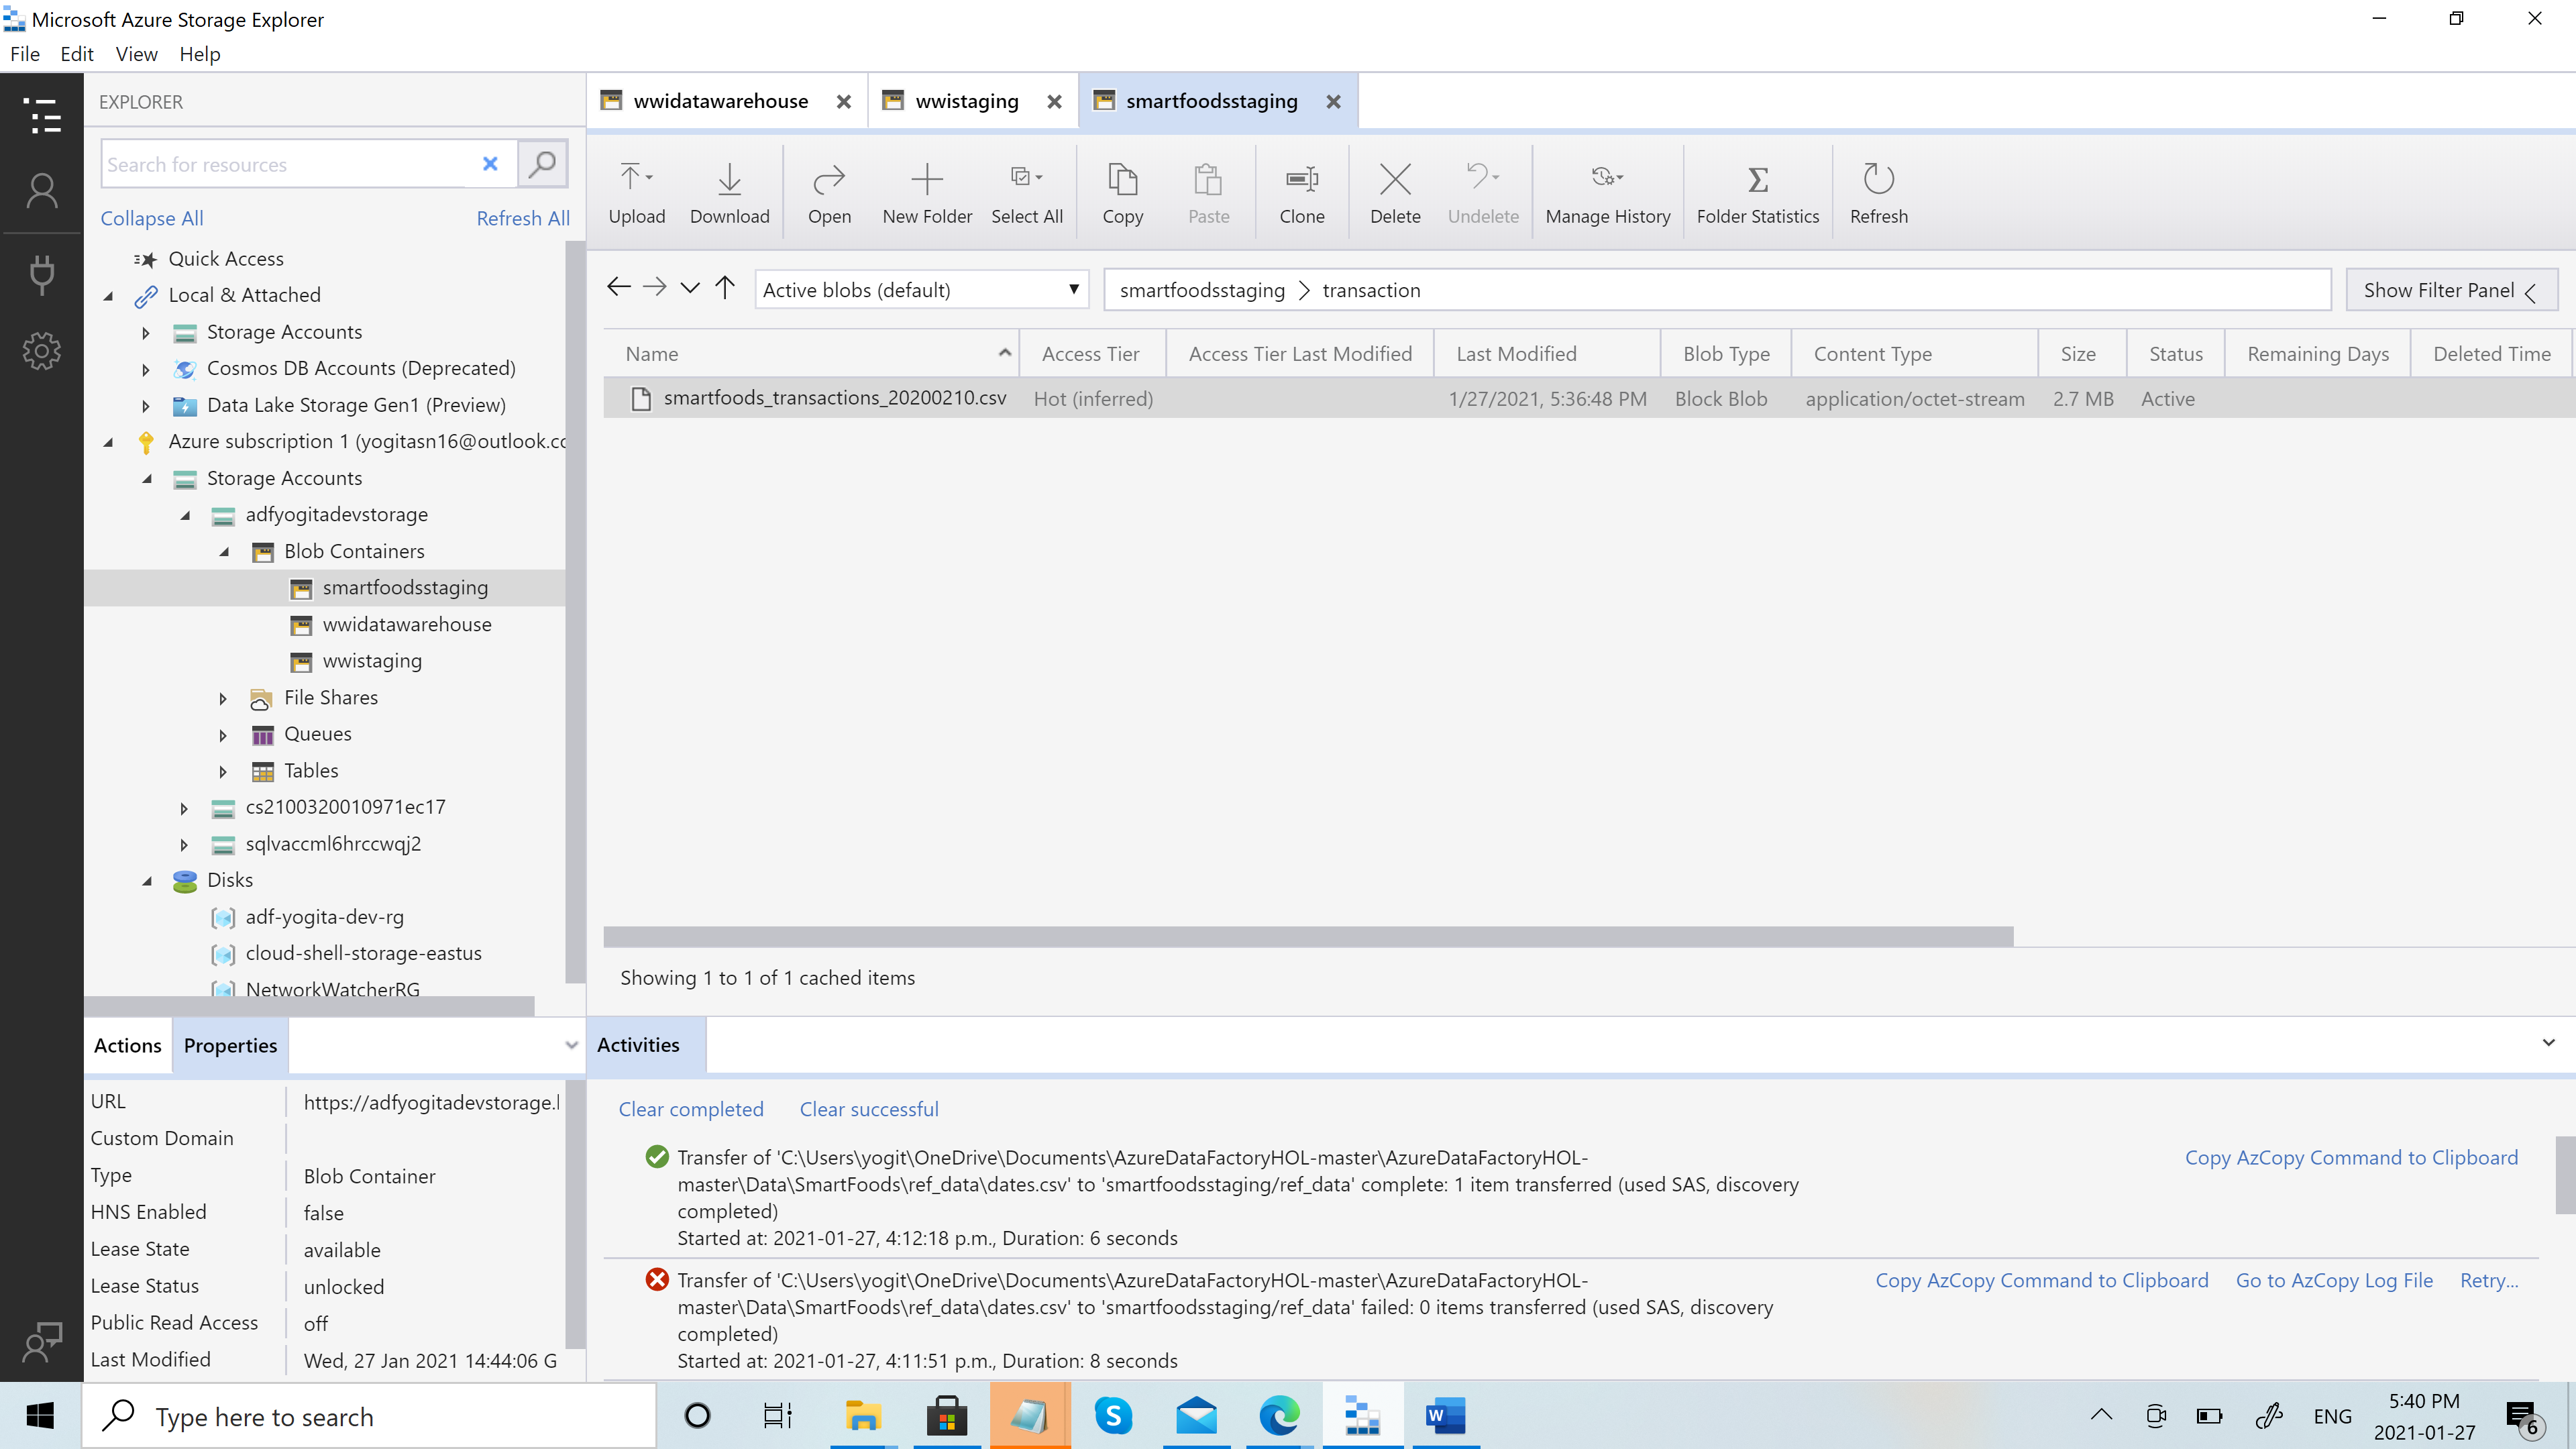 Microsoft Azure Storage Explorer
File Edit View Help
EXPLORER
Search for resources
Collapse All Refresh All
Quick Access
Local & Attached
Storage Accounts
Cosmos DB Accounts (Deprecated)
Data Lake Storage Gen1 (Preview)
Azure subscription 1 (yogitasn16@outlook.co
Storage Accounts
adfyogitadevstorage
Blob Containers
smartfoodsstaging
wwidatawarehouse
wwistaging
File Shares
Queues
Tables
cs2100320010971ec17
sqlvaccml6hrccwqj2
Disks
adf-yogita-dev-rg
cloud-shell-storage-eastus
NetworkWatcherRG
Actions Properties
URL https://adfyogitadevstorage.
Custom Domain
Type Blob Container
HNS Enabled false
Lease State available
Lease Status unlocked
Public Read Access off
Last Modified Wed, 27 Jan 2021 14:44:06 G
wwidatawarehouse wwistaging smartfoodsstaging
Upload Download Open New Folder Select All Copy Paste Clone Delete Undelete Manage History Folder Statistics Refresh
Active blobs (default) smartfoodsstaging > transaction Show Filter Panel
Name Access Tier Access Tier Last Modified Last Modified Blob Type Content Type Size Status Remaining Days Deleted Time
smartfoods_transactions_20200210.csv Hot (inferred) 1/27/2021, 5:36:48 PM Block Blob application/octet-stream 2.7 MB Active
Showing 1 to 1 of 1 cached items
Activities
Clear completed Clear successful
Transfer of 'C:\Users\yogit\OneDrive\Documents\AzureDataFactoryHOL- Copy AzCopy Command to Clipboard
master\Data\SmartFoods\ref_data\dates.csv' to 'smartfoodsstaging/ref_data' complete: 1 item transferred (used SAS, discovery
completed)
Started at: 2021-01-27, 4:12:18 p.m., Duration: 6 seconds
Transfer of 'C:\Users\yogit\OneDrive\Documents\AzureDataFactoryHOL-master\AzureDataFactoryHOL- Copy AzCopy Command to Clipboard Go to AzCopy Log File Retry...
master\Data\SmartFoods\ref_data\dates.csv' to 'smartfoodsstaging/ref_data' failed: 0 items transferred (used SAS, discovery
completed)
Started at: 2021-01-27, 4:11:51 p.m., Duration: 8 seconds
Type here to search
ENG
5:40 PM
2021-01-27
6